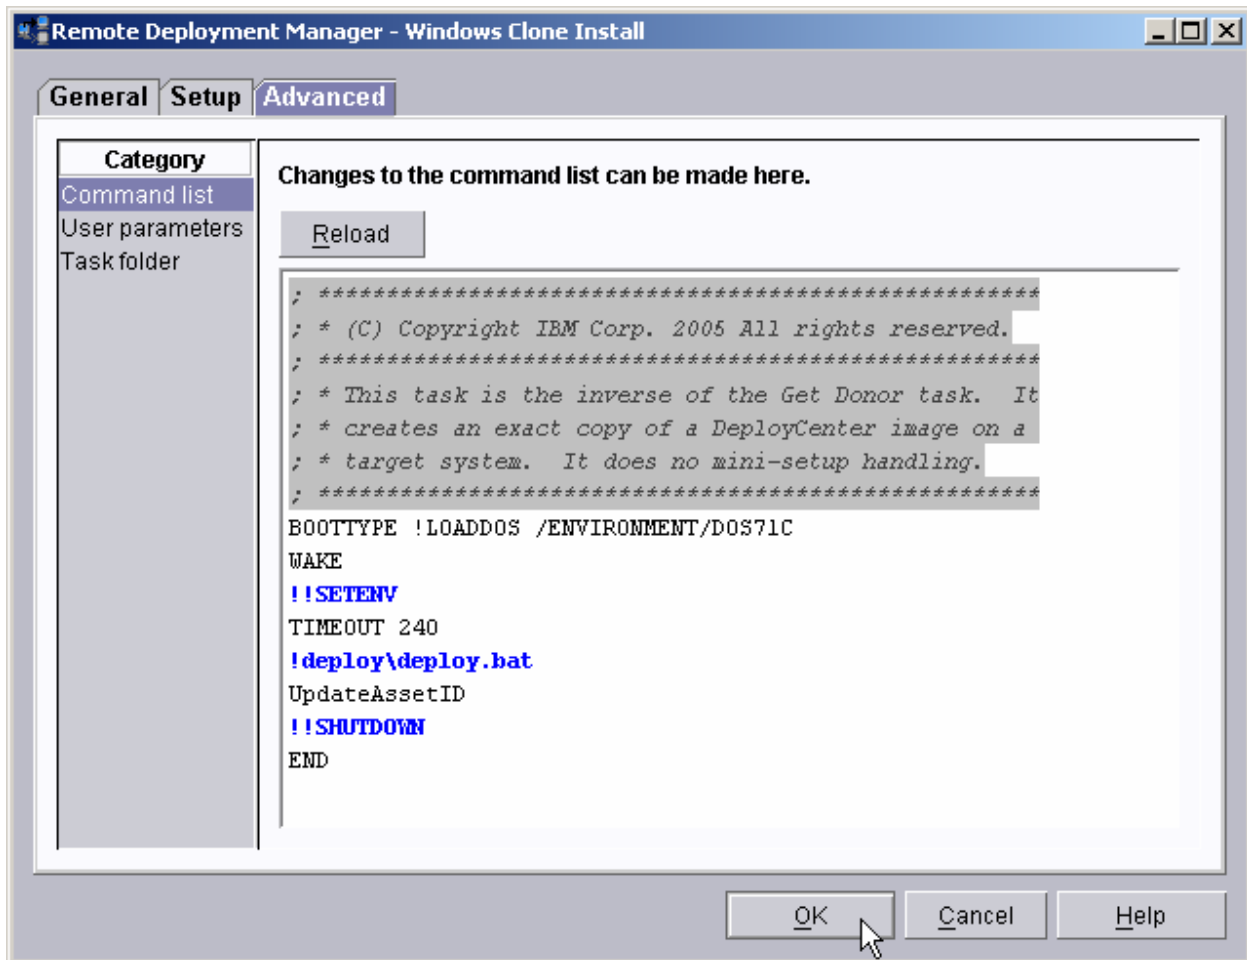 Remote Deployment Manager - Windows Clone Install
General Setup Advanced
Category
Command list
User parameters
Task folder
Changes to the command list can be made here.
Reload
; *****************************************************
; * (C) Copyright IBM Corp. 2005 All rights reserved.
; *****************************************************
; * This task is the inverse of the Get Donor task.  It
; * creates an exact copy of a DeployCenter image on a
; * target system.  It does no mini-setup handling.
; *****************************************************
BOOTTYPE !LOADDOS /ENVIRONMENT/DOS71C
WAKE
!!SETENV
TIMEOUT 240
!deploy\deploy.bat
UpdateAssetID
!!SHUTDOWN
END
OK Cancel Help